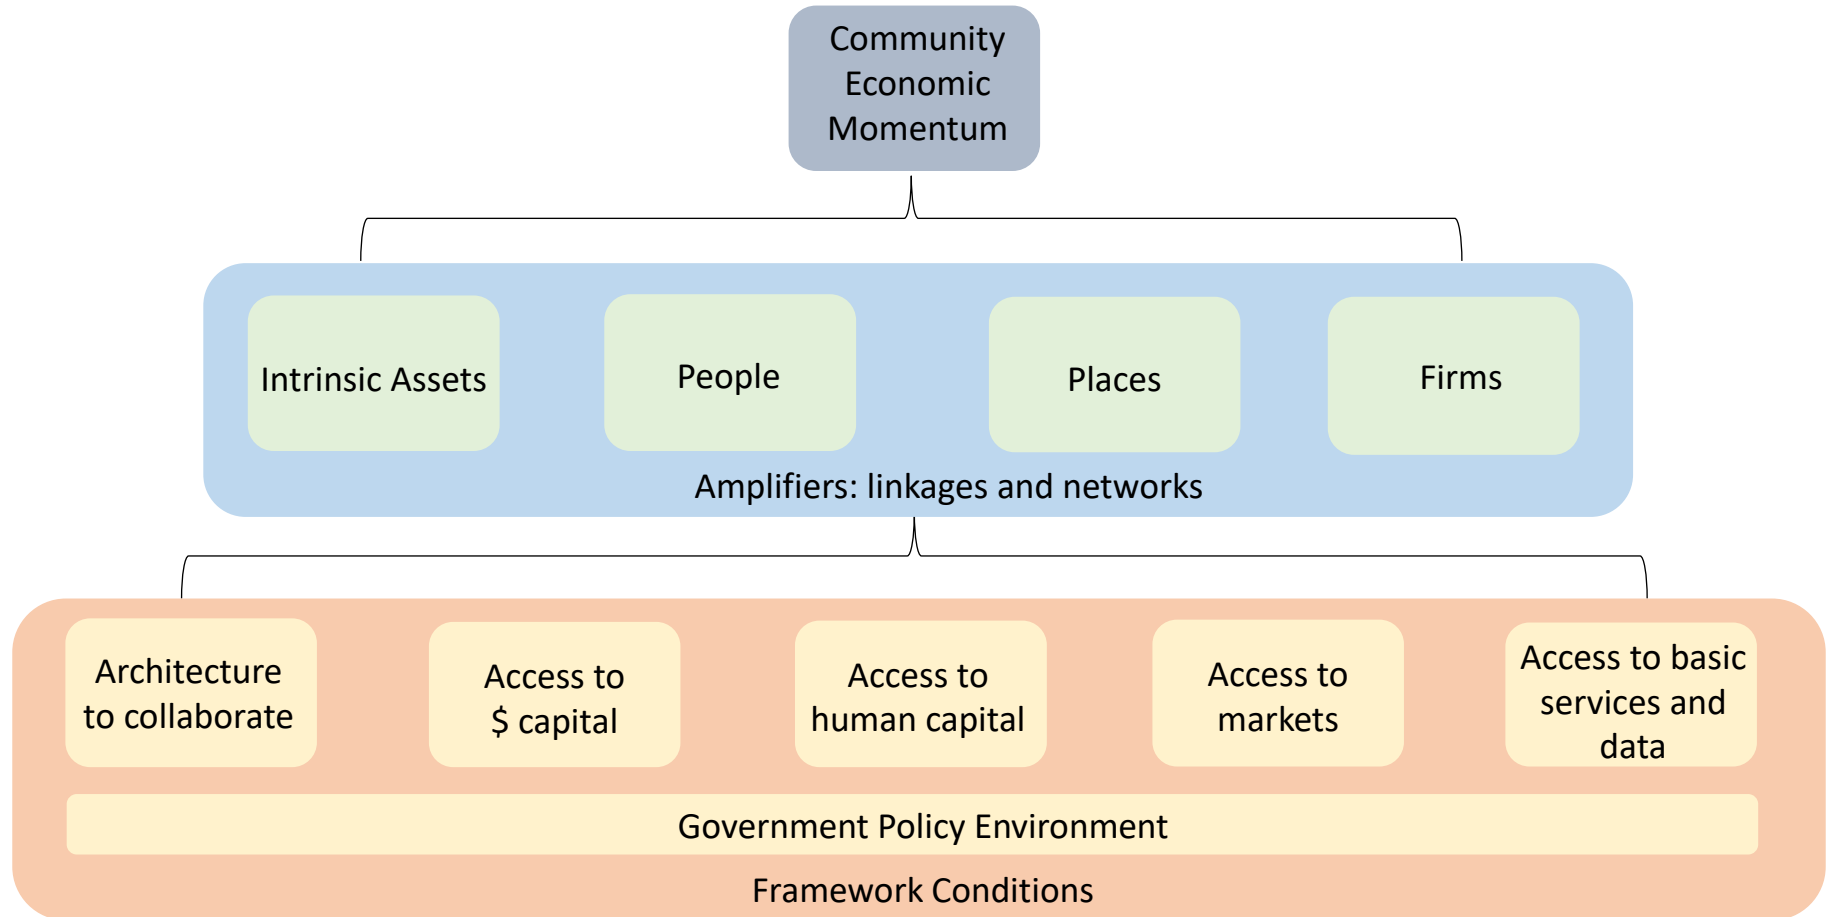 Community
Economic
Momentum
Intrinsic Assets
People
Places
Firms
Amplifiers: linkages and networks
Architecture
to collaborate
Access to
$ capital
Access to
human capital
Access to
markets
Access to basic
services and
data
Government Policy Environment
Framework Conditions